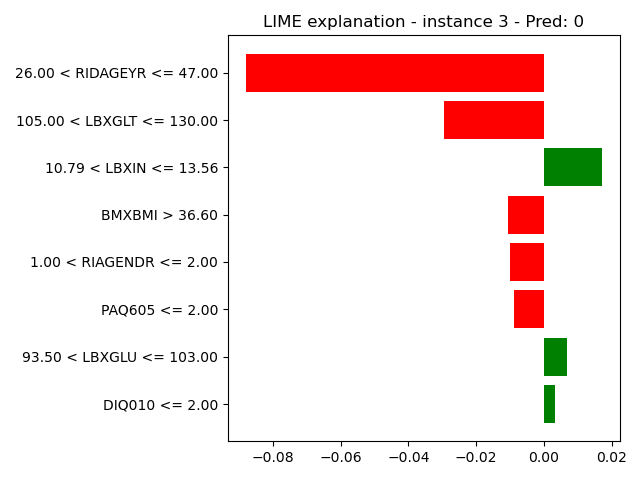 LIME explanation - instance 3 - Pred: 0
26.00 < RIDAGEYR <= 47.00
105.00 < LBXGLT <= 130.00
10.79 < LBXIN <= 13.56
BMXBMI > 36.60
1.00 < RIAGENDR <= 2.00
PAQ605 <= 2.00
93.50 < LBXGLU <= 103.00
DIQ010 <= 2.00
−0.08 −0.06 −0.04 −0.02 0.00 0.02